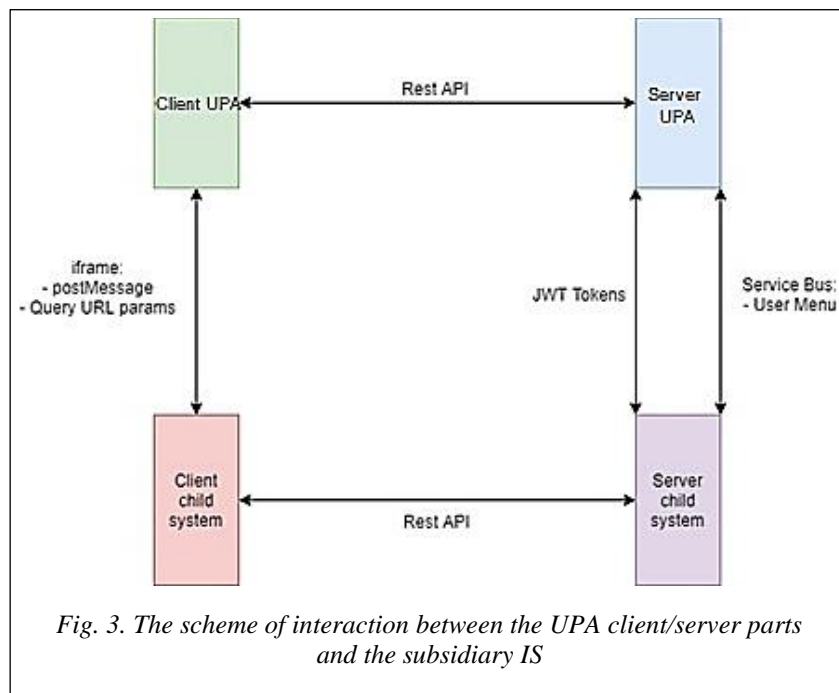 Client UPA
Rest API
Server
UPA
iframe:
- postMessage
- Query URL params
JWT Tokens
Service Bus:
- User Menu
Client
child
system
Rest API
Server
child
system
Fig. 3. The scheme of interaction between the UPA client/server parts
and the subsidiary IS